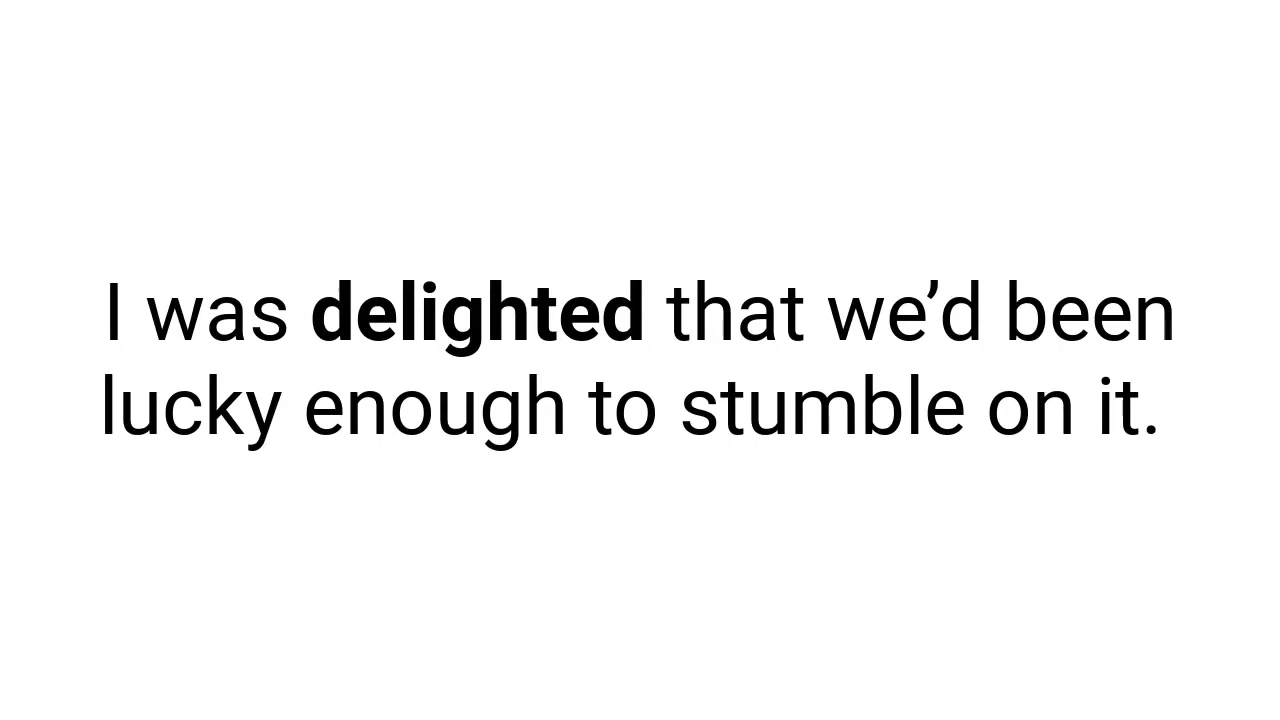 I was delighted that we’d been
lucky enough to stumble on it.